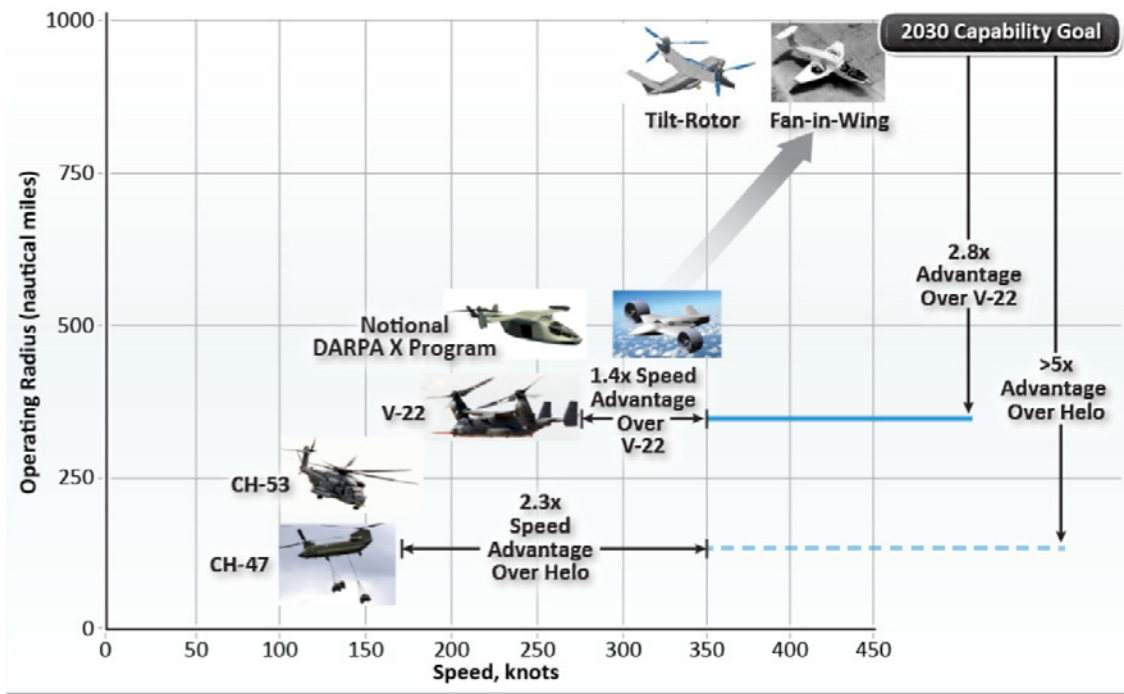 1000
2030 Capability Goal
Tilt-Rotor
Fan-in-Wing
750
2.8x
Advantage
Over V-22
500
Notional
DARPA X Program
1.4x Speed
Advantage
Over
V-22
>5x
Advantage
Over Helo
V-22
250
CH-53
2.3x
Speed
Advantage
Over Helo
CH-47
0
0
50
100
150
200
250
300
350
400
450
Speed, knots
Operating Radius (nautical miles)